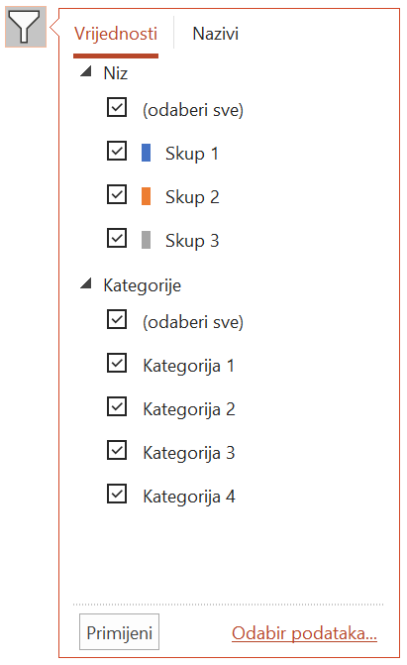 Vrijednosti
Nazivi
Niz
(odaberi sve)
Skup 1
Skup 2
Skup 3
Kategorije
(odaberi sve)
Kategorija 1
Kategorija 2
Kategorija 3
Kategorija 4
Primijeni
Odabir podataka...